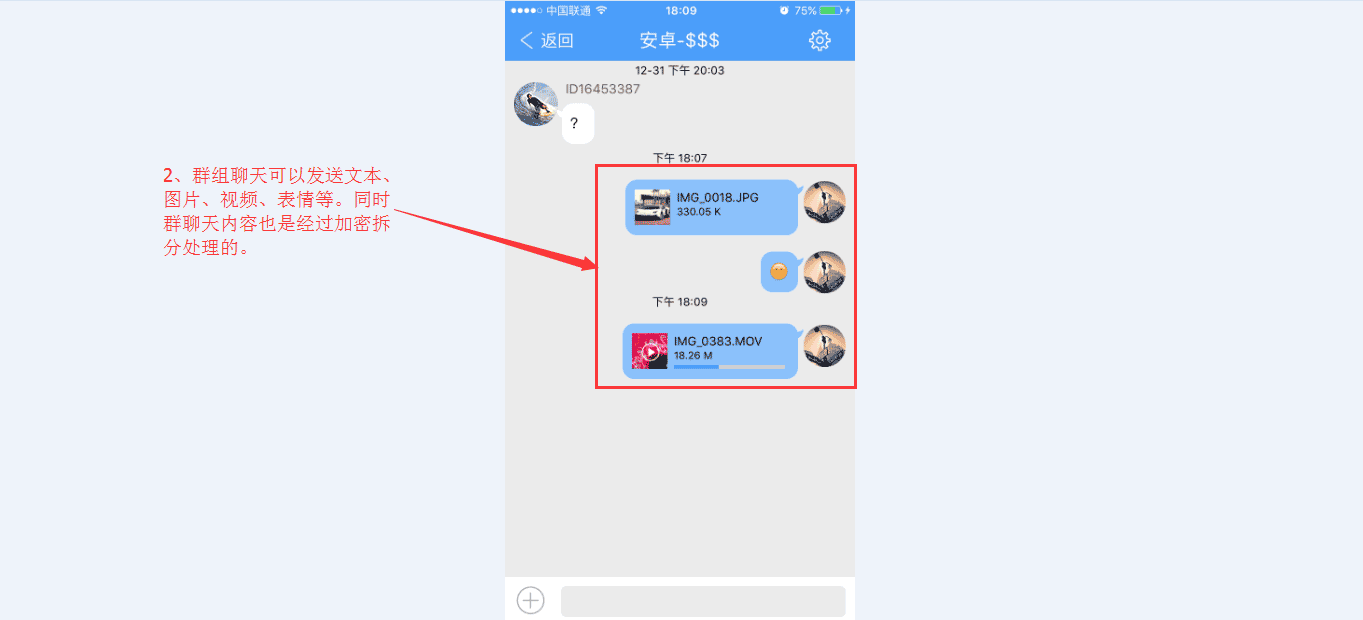 中国联通 18:09 75%
返回 安卓-$$$
12-31 下午 20:03
ID16453387
?
下午 18:07
2、群组聊天可以发送文本、
图片、视频、表情等。同时
群聊天内容也是经过加密拆
分处理的。
IMG_0018.JPG
330.05 K
下午 18:09
IMG_0383.MOV
18.26 M